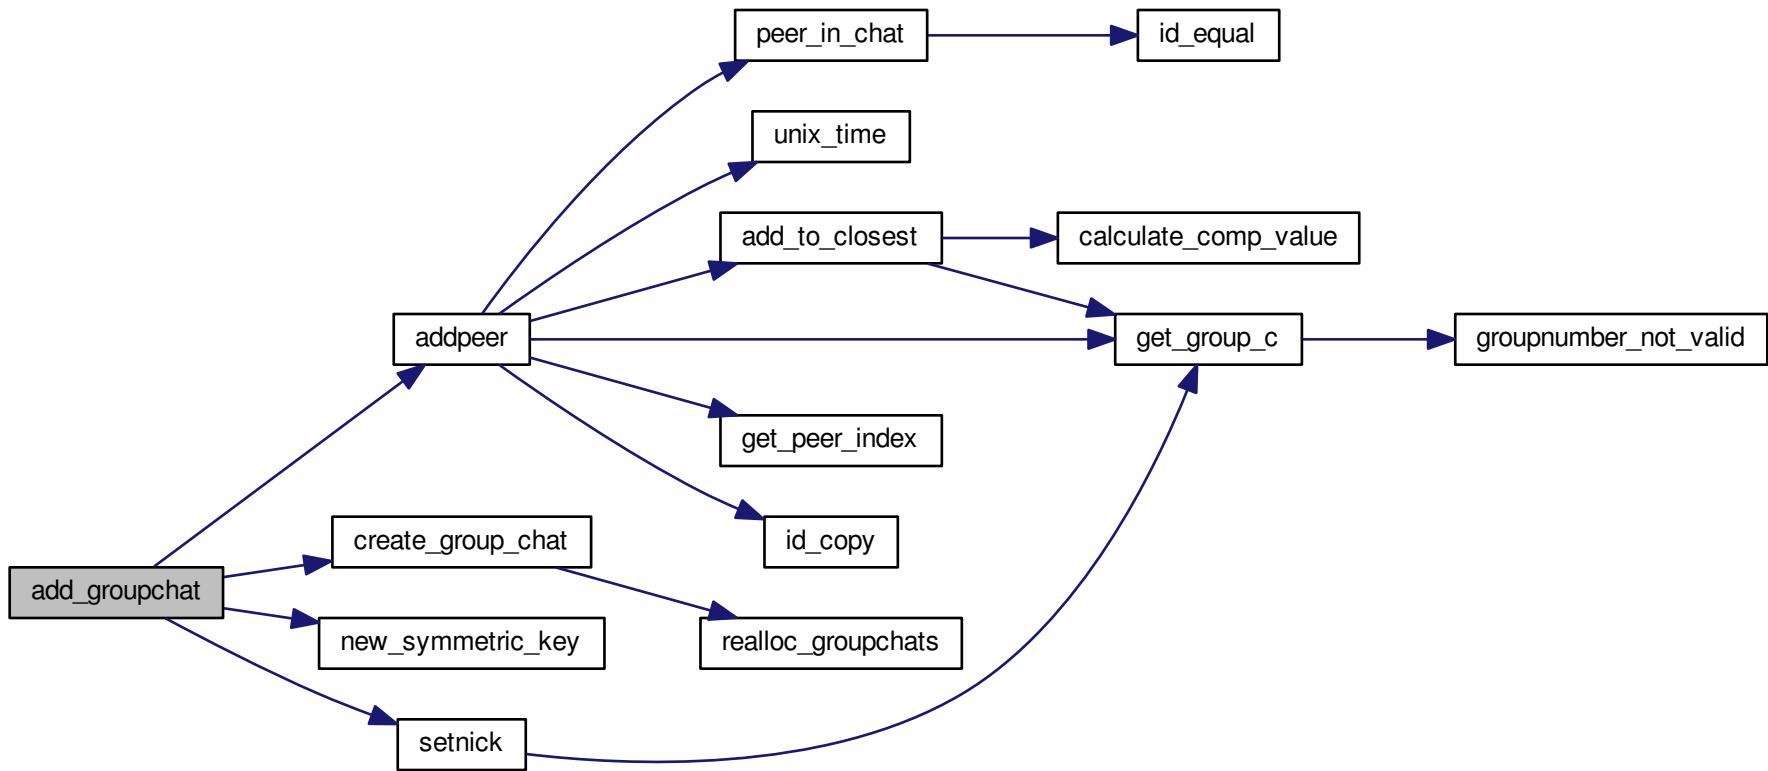 peer_in_chat
id_equal
unix_time
add_to_closest
calculate_comp_value
addpeer
get_group_c
groupnumber_not_valid
get_peer_index
id_copy
create_group_chat
add_groupchat
new_symmetric_key
realloc_groupchats
setnick